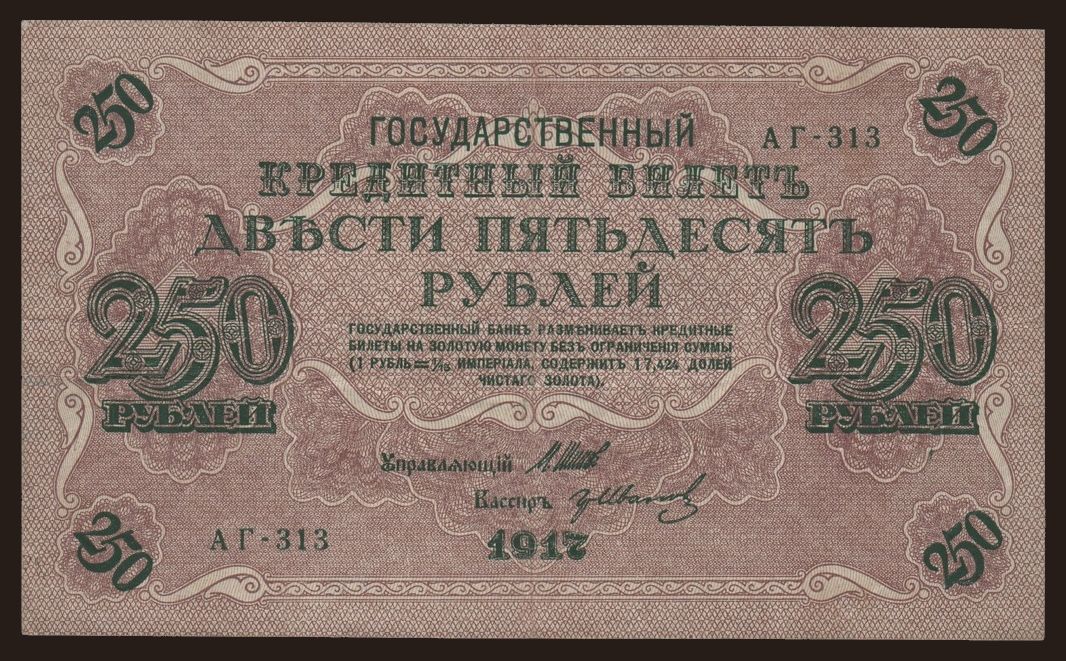 250 250
ГОСУДАРСТВЕННЫЙ АГ-313
КРЕДИТНЫЙ БИЛЕТЪ
ДВѢСТИ ПЯТЬДЕСЯТЪ
РУБЛЕЙ
250 250
РУБЛЕЙ РУБЛЕЙ
ГОСУДАРСТВЕННЫЙ БАНКЪ РАЗМѢНИВАЕТЪ КРЕДИТНЫЕ
БИЛЕТЫ НА ЗОЛОТУЮ МОНЕТУ БЕЗЪ ОГРАНИЧЕНІЯ СУММЫ
(1 РУБЛЬ = 1/15 ИМПЕРІАЛА, СОДЕРЖИТЪ 17,424 ДОЛЕЙ
ЧИСТАГО ЗОЛОТА).
Управляющій
Кассиръ
АГ-313 1917
250 250